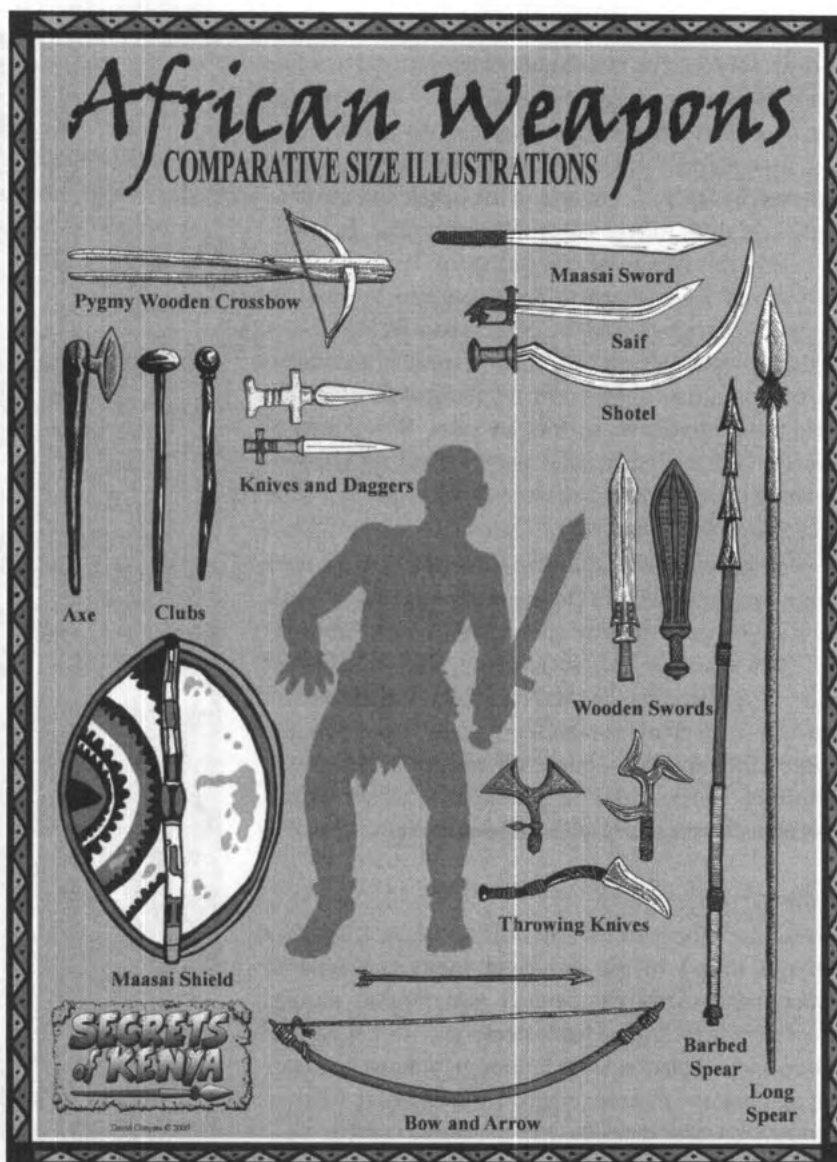 African Weapons
COMPARATIVE SIZE ILLUSTRATIONS
Pygmy Wooden Crossbow
Maasai Sword
Saif
Shotel
Knives and Daggers
Axe
Clubs
Wooden Swords
Throwing Knives
Maasai Shield
SECRETS
of KENYA
Barbed
Spear
Long
Spear
Bow and Arrow